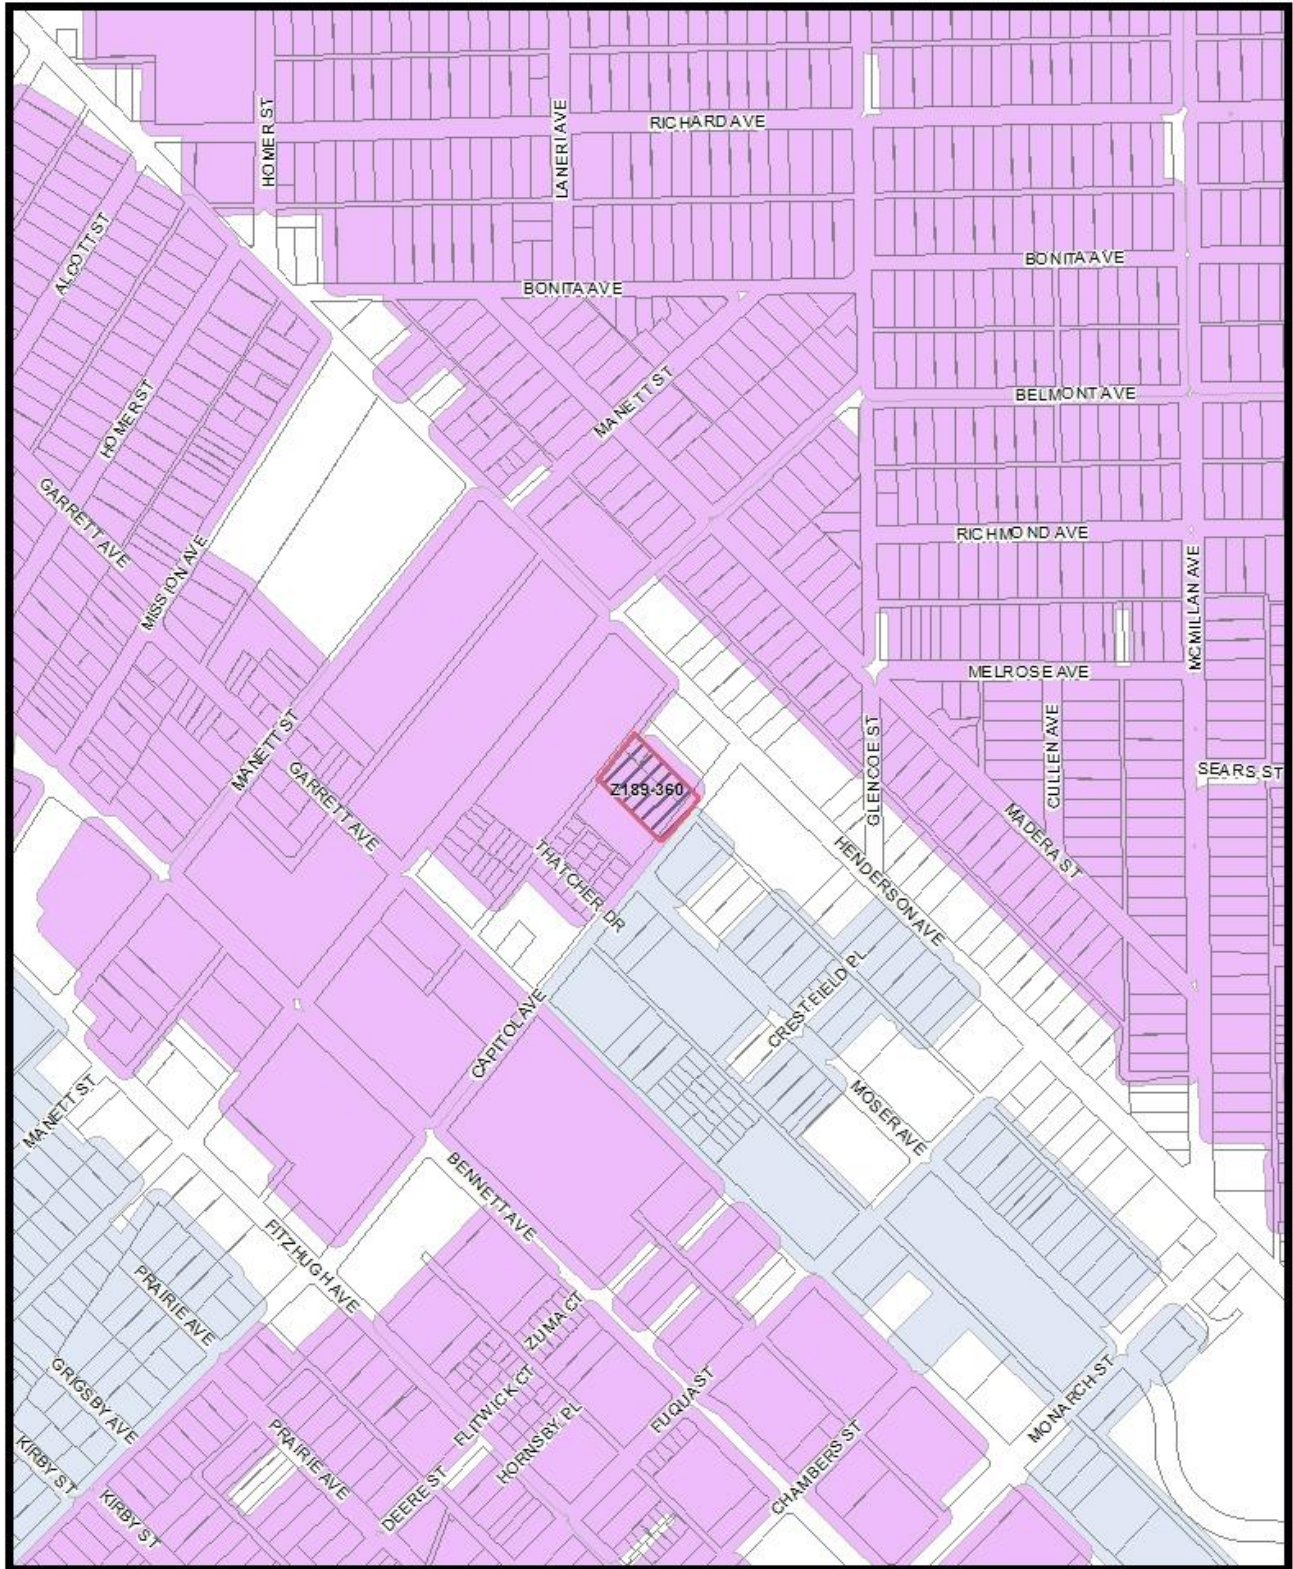 RICHARD AVE
HOMER ST
LANERI AVE
ALCOTT ST
BONITA AVE
BONITA AVE
MANETT ST
HOMER ST
BELMONT AVE
GARRETT AVE
RICHMOND AVE
MISSION AVE
MCMILLAN AVE
MELROSE AVE
MANETT ST
GLENCOE ST
CULLEN AVE
SEARS ST
GARRETT AVE
Z189-360
MADERA ST
THATCHER DR
HENDERSON AVE
CRESTFIELD PL
CAPITOL AVE
MANETT ST
MOSER AVE
BENNETT AVE
FITZHUGH AVE
PRAIRIE AVE
ZUMA CT
GRIGSBY AVE
FLITWICK CT
FUQUA ST
MONARCH ST
HORNSBY PL
PRAIRIE AVE
KIRBY ST
CHAMBERS ST
DEERE ST
KIRBY ST